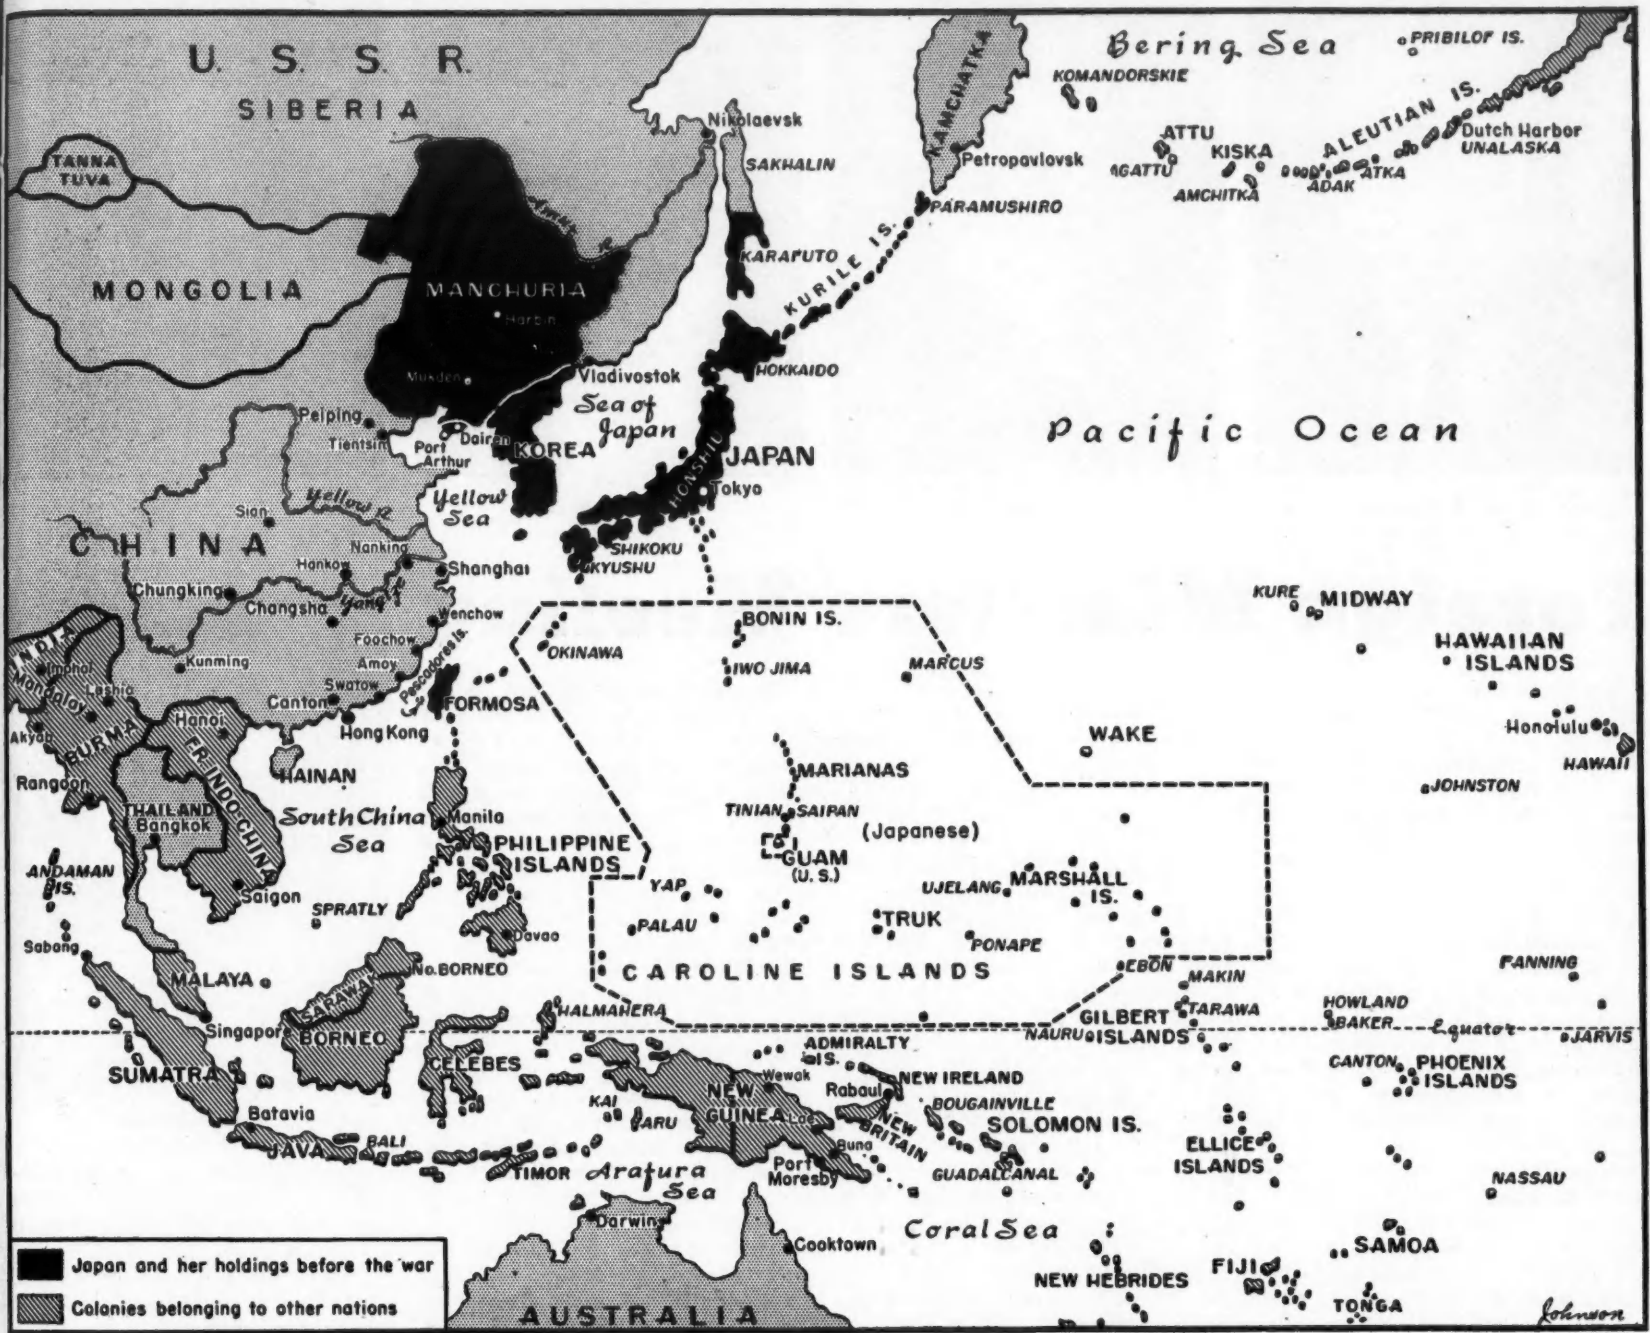 U. S. S. R.
SIBERIA
TANNA
TUVA
MONGOLIA
MANCHURIA
Harbin
Mukden
Amur R.
Nikolaevsk
SAKHALIN
KARAFUTO
KAMCHATKA
Petropavlovsk
PARAMUSHIRO
KURILE IS.
Bering Sea
PRIBILOF IS.
KOMANDORSKIE
ATTU
AGATTU
KISKA
AMCHITKA
ALEUTIAN IS.
ADAK
ATKA
Dutch Harbor
UNALASKA
Vladivostok
HOKKAIDO
Sea of
Japan
Peiping
Tientsin
Port
Arthur
Dairen
KOREA
HONSHU
JAPAN
Tokyo
Pacific Ocean
Yellow
Sea
Yellow R.
Sian
CHINA
Nanking
Hankow
Shanghai
SHIKOKU
KYUSHU
Chungking
Changsha
Wenchow
Foochow
Amoy
Swatow
Kunming
Canton
Hong Kong
Pescadores Is.
FORMOSA
OKINAWA
BONIN IS.
IWO JIMA
MARCUS
KURE
MIDWAY
HAWAIIAN
ISLANDS
Honolulu
HAWAII
JOHNSTON
WAKE
INDIA
Imphal
Mandalay
Lashio
Akyab
BURMA
Rangoon
Hanoi
FR. INDO-CHINA
HAINAN
THAILAND
Bangkok
Saigon
South China
Sea
Manila
PHILIPPINE
ISLANDS
Davao
SPRATLY
ANDAMAN
IS.
MARIANAS
TINIAN
SAIPAN
(Japanese)
GUAM
(U. S.)
YAP
PALAU
UJELANG
MARSHALL
IS.
TRUK
PONAPE
CAROLINE ISLANDS
EBON
MAKIN
TARAWA
GILBERT
ISLANDS
NAURU
HOWLAND
BAKER
FANNING
Equator
JARVIS
Sabang
MALAYA
Singapore
No. BORNEO
SARAWAK
BORNEO
SUMATRA
Batavia
JAVA
BALI
CELEBES
HALMAHERA
KAI
ARU
TIMOR
Arafura
Sea
ADMIRALTY
IS.
Wewak
NEW
GUINEA
Lae
Buna
Port
Moresby
Rabaul
NEW IRELAND
NEW
BRITAIN
BOUGAINVILLE
SOLOMON IS.
GUADALCANAL
CANTON
PHOENIX
ISLANDS
ELLICE
ISLANDS
NASSAU
Coral Sea
NEW HEBRIDES
FIJI
SAMOA
TONGA
Darwin
Cooktown
AUSTRALIA
Japan and her holdings before the war
Colonies belonging to other nations
Johnson